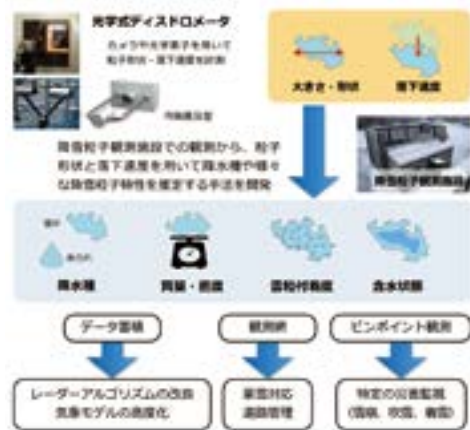 光学式ディストロメータ
カメラや光学素子を用いて
粒子形状・落下速度を計測
大きさ・形状
落下速度
降雪粒子観測施設での観測から、粒子
形状と落下速度を用いて降水種や様々
な降雪粒子特性を推定する手法を開発
降雪粒子観測施設
雪片
あられ
降水種
質量・密度
雲粒付着度
含水状態
データ蓄積
観測網
ピンポイント観測
レーダーアルゴリズムの改良
気象モデルの高度化
豪雪対応
道路管理
特定の災害監視
(雪崩、吹雪、着雪)